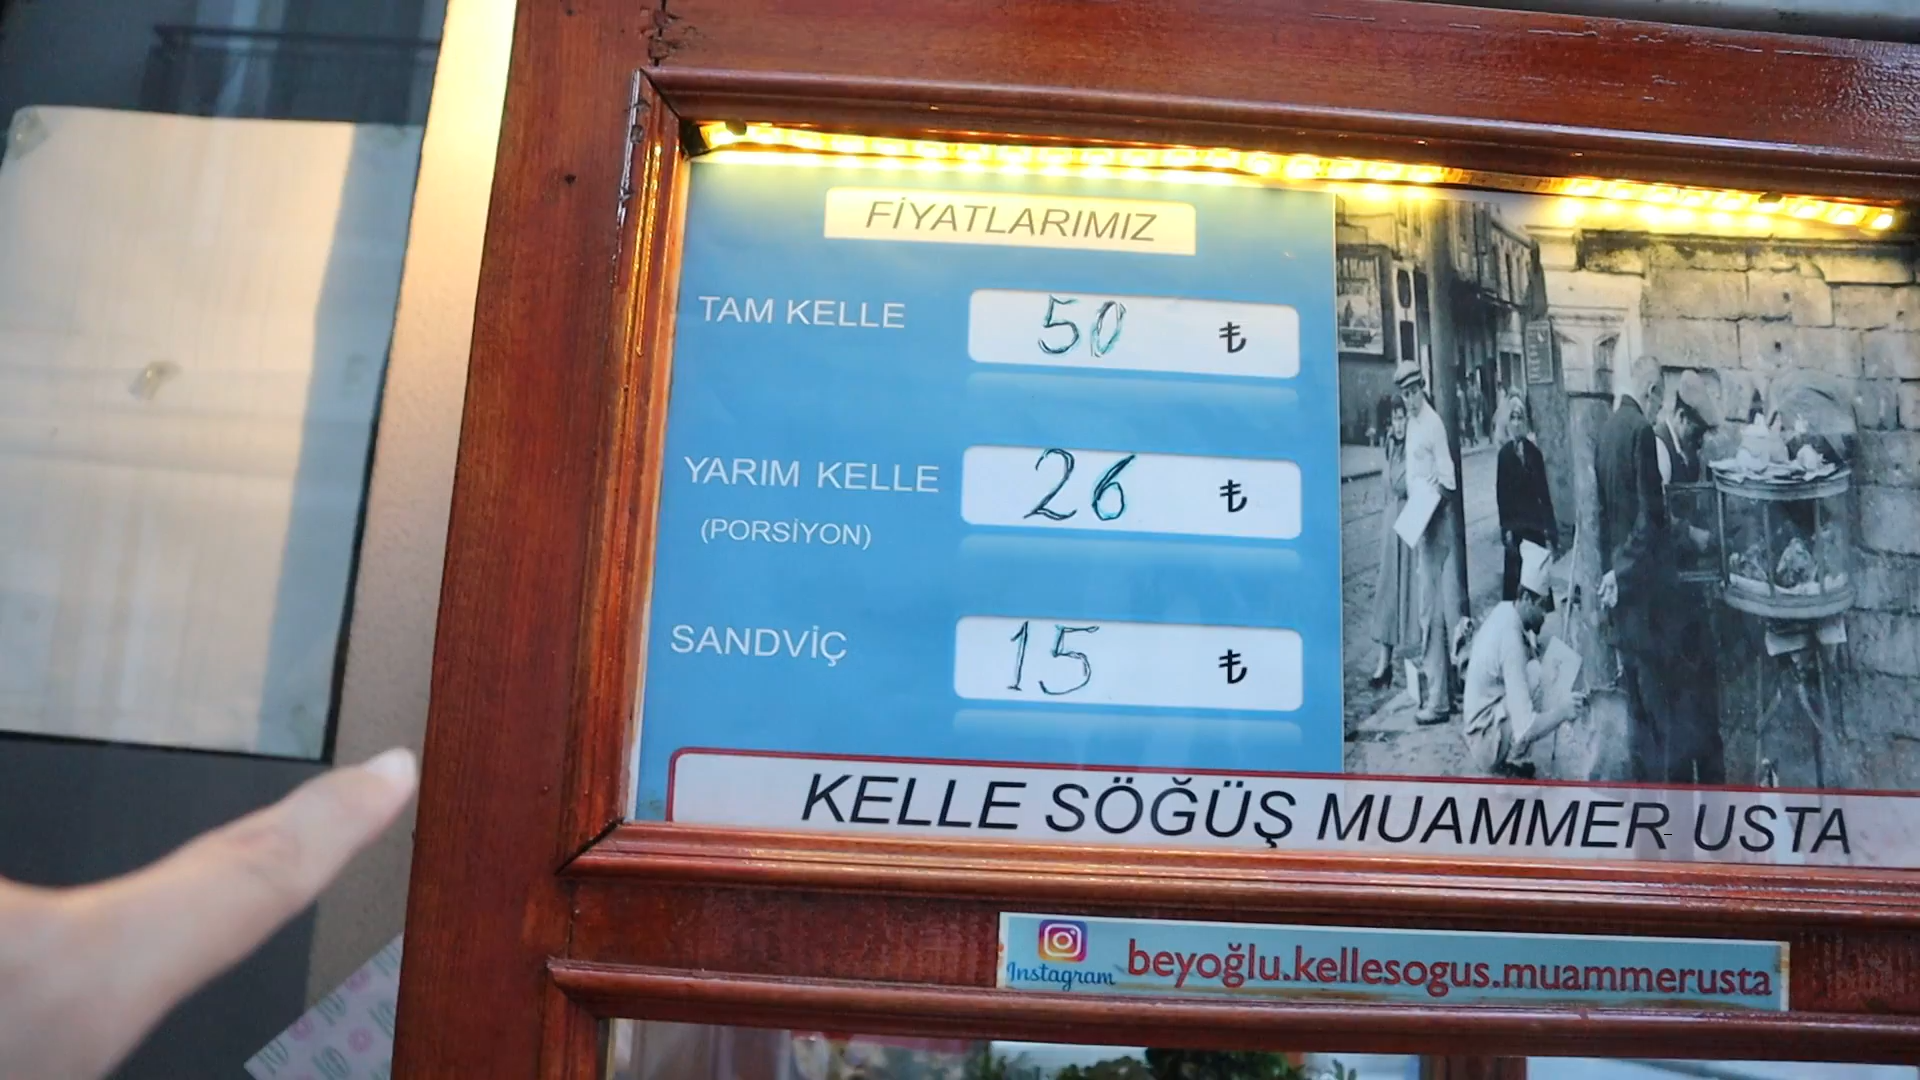 FİYATLARIMIZ
TAM KELLE 50 ₺
YARIM KELLE 26 ₺
(PORSİYON)
SANDVİÇ 15 ₺
KELLE SÖĞÜŞ MUAMMER USTA
Instagram beyoğlu.kellesogus.muammerusta